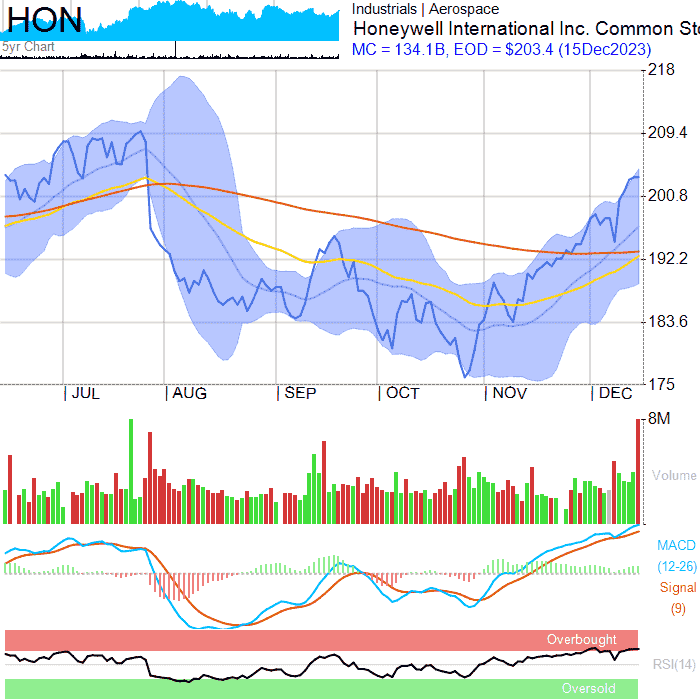 HON
5yr Chart
Industrials | Aerospace
Honeywell International Inc. Common Sto
MC = 134.1B, EOD = $203.4 (15Dec2023)
218
209.4
200.8
192.2
183.6
175
| JUL | AUG | SEP | OCT | NOV | DEC
8M
Volume
MACD
(12-26)
Signal
(9)
Overbought
RSI(14)
Oversold